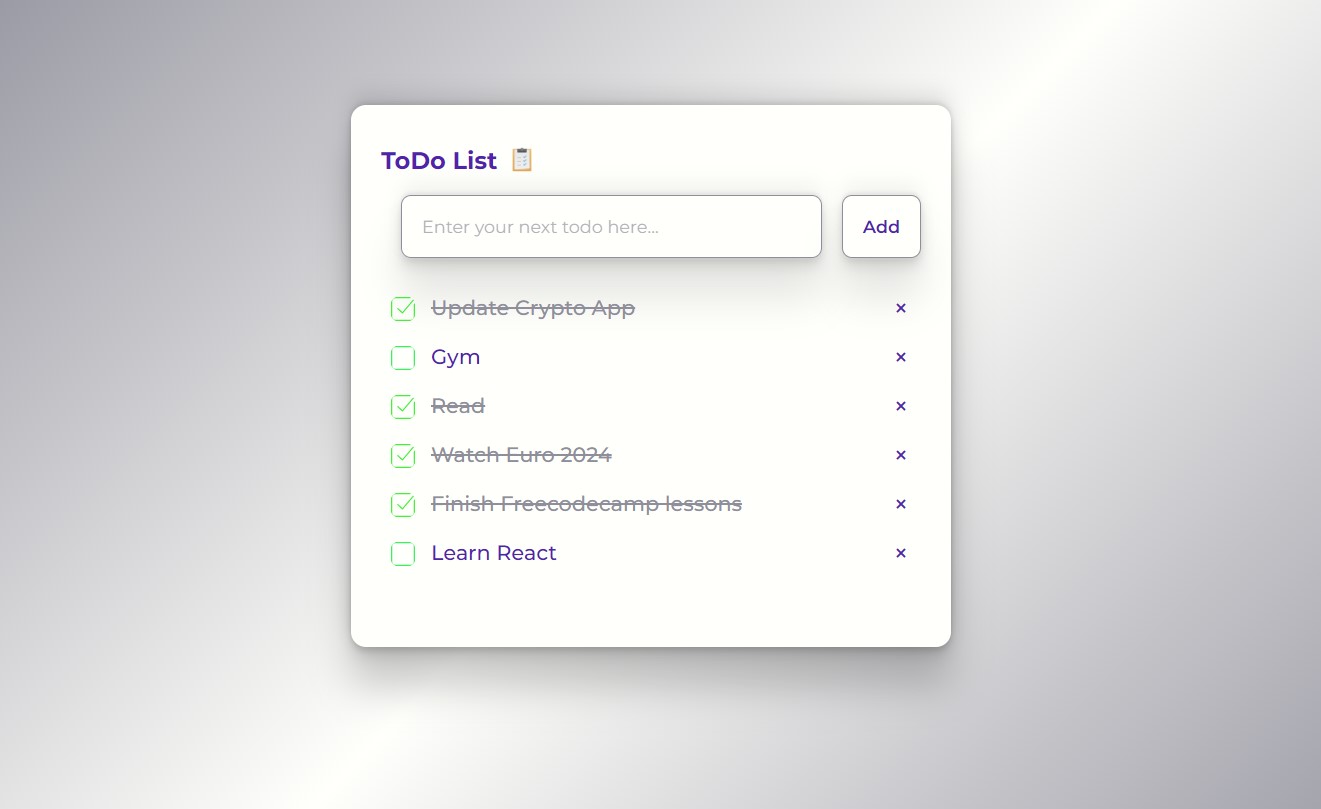 ToDo List
Enter your next todo here...
Add
Update Crypto App ×
Gym ×
Read ×
Watch Euro 2024 ×
Finish Freecodecamp lessons ×
Learn React ×